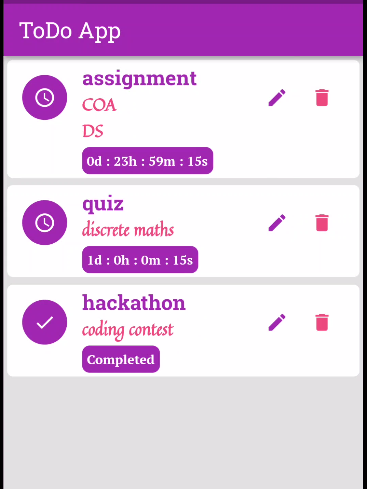 ToDo App
assignment
COA
DS
0d : 23h : 59m : 15s
quiz
discrete maths
1d : 0h : 0m : 15s
hackathon
coding contest
Completed